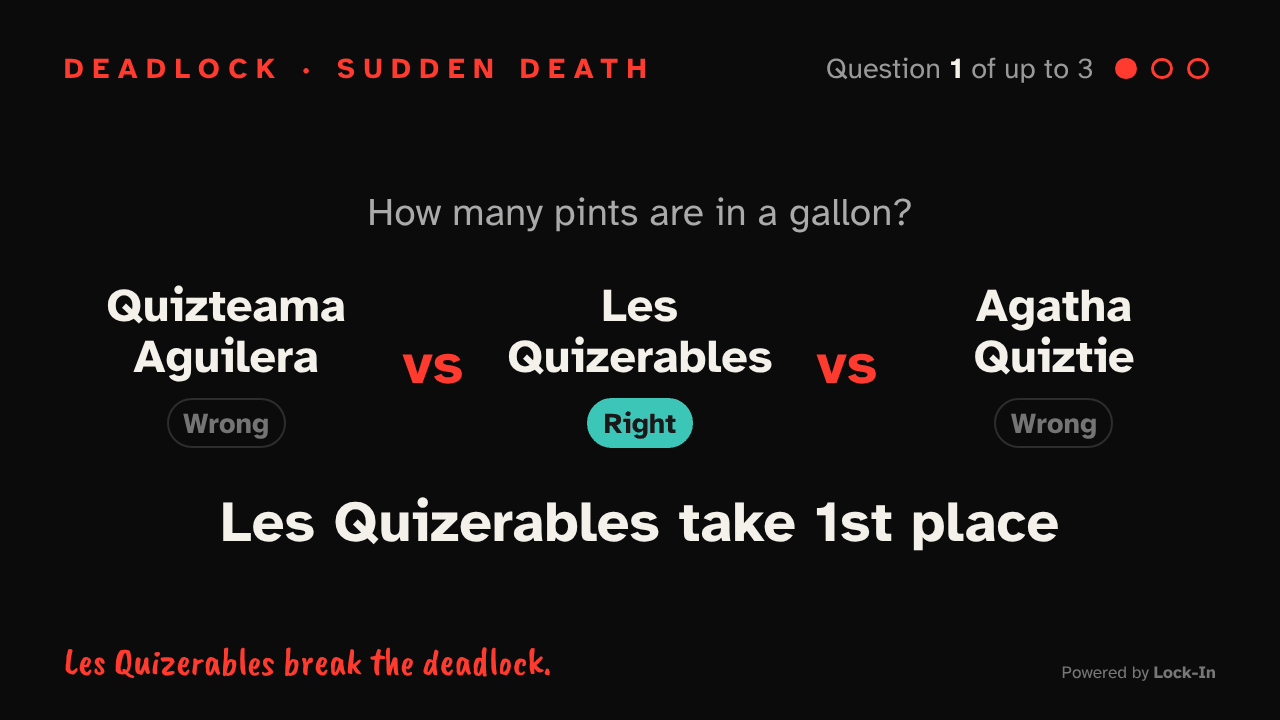 DEADLOCK · SUDDEN DEATH
Question 1 of up to 3
How many pints are in a gallon?
Quizteama
Aguilera
Wrong
vs
Les
Quizerables
Right
vs
Agatha
Quiztie
Wrong
Les Quizerables take 1st place
Les Quizerables break the deadlock.
Powered by Lock-In